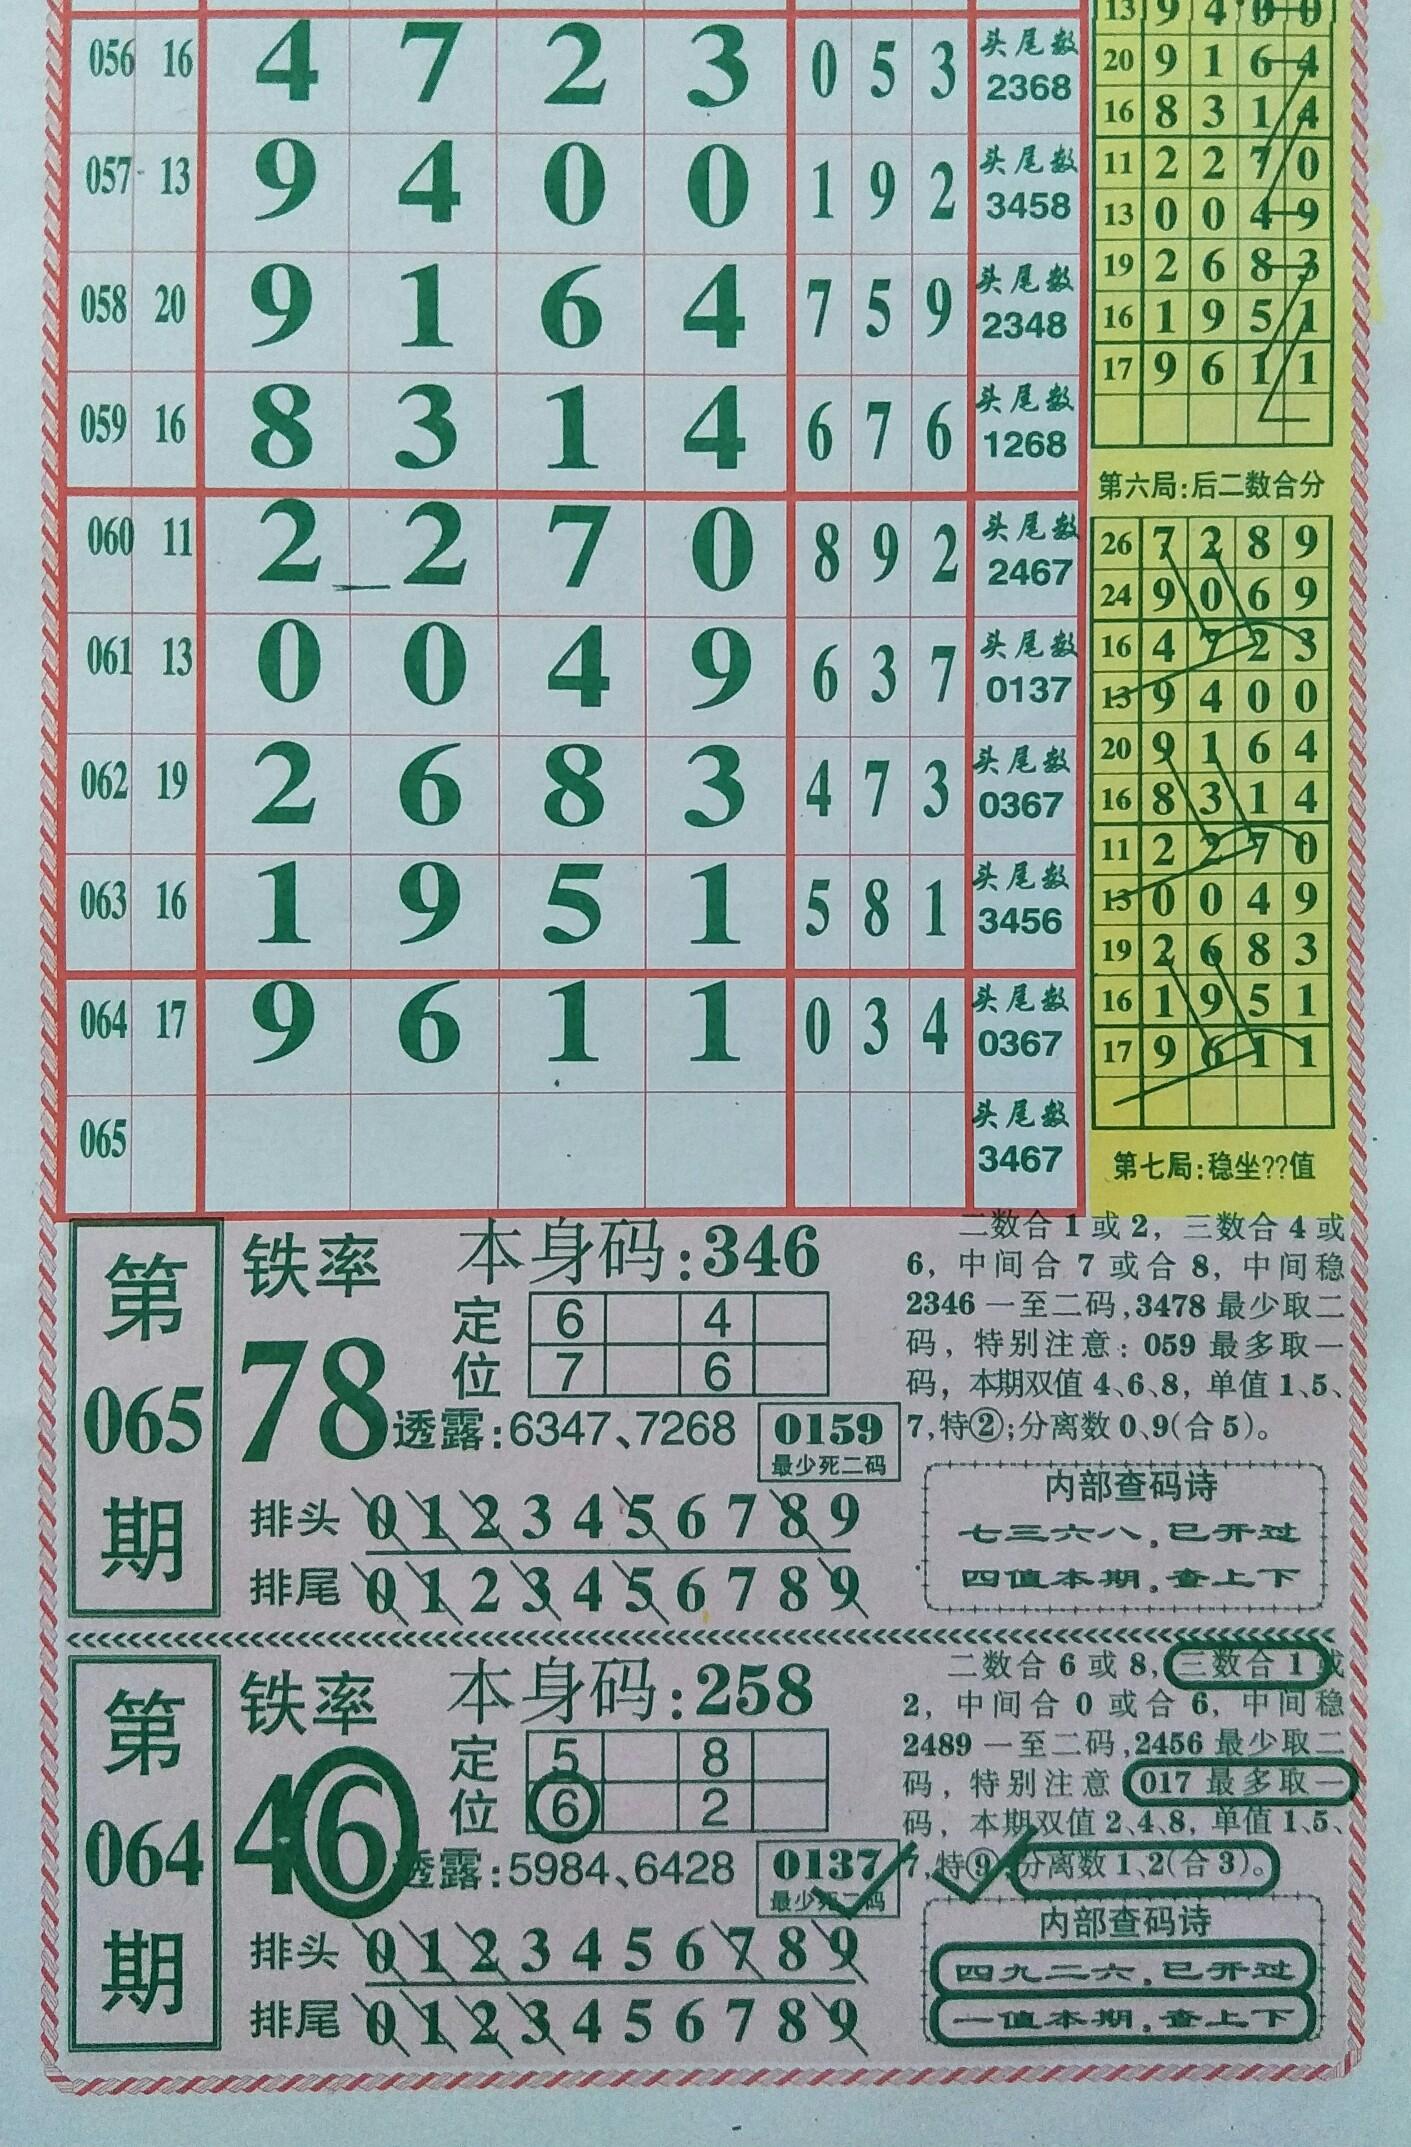 056 16 4 7 2 3 0 5 3 头尾数 2368
057 13 9 4 0 0 1 9 2 头尾数 3458
058 20 9 1 6 4 7 5 9 头尾数 2348
059 16 8 3 1 4 6 7 6 头尾数 1268
060 11 2 2 7 0 8 9 2 头尾数 2467
061 13 0 0 4 9 6 3 7 头尾数 0137
062 19 2 6 8 3 4 7 3 头尾数 0367
063 16 1 9 5 1 5 8 1 头尾数 3456
064 17 9 6 1 1 0 3 4 头尾数 0367
065 头尾数 3467
13 9 4 0 0
20 9 1 6 4
16 8 3 1 4
11 2 2 7 0
13 0 0 4 9
19 2 6 8 3
16 1 9 5 1
17 9 6 1 1
第六局:后二数合分
26 7 2 8 9
24 9 0 6 9
16 4 7 2 3
13 9 4 0 0
20 9 1 6 4
16 8 3 1 4
11 2 2 7 0
13 0 0 4 9
19 2 6 8 3
16 1 9 5 1
17 9 6 1 1
第七局:稳坐??值
第
065
期
铁率
78
本身码:346
定位
6 4
7 6
透露:6347、7268
0159
最少死二码
排头 0 1 2 3 4 5 6 7 8 9
排尾 0 1 2 3 4 5 6 7 8 9
二数合1或2, 三数合4或
6, 中间合7或合8, 中间稳
2346一至二码,3478最少取二
码, 特别注意: 059最多取一
码, 本期双值4、6、8, 单值1、5、
7,特②;分离数0、9(合5)。
内部查码诗
七三六八,已开过
四值本期,查上下
第
064
期
铁率
46
本身码:258
定位
5 8
6 2
透露:5984、6428
0137
最少死二码
排头 0 1 2 3 4 5 6 7 8 9
排尾 0 1 2 3 4 5 6 7 8 9
二数合6或8, 三数合1或
2, 中间合0或合6, 中间稳
2489一至二码,2456最少取二
码, 特别注意 017最多取一
码, 本期双值2、4、8, 单值1、5、
7,特⑨;分离数1、2(合3)。
内部查码诗
四九二六,已开过
一值本期,查上下